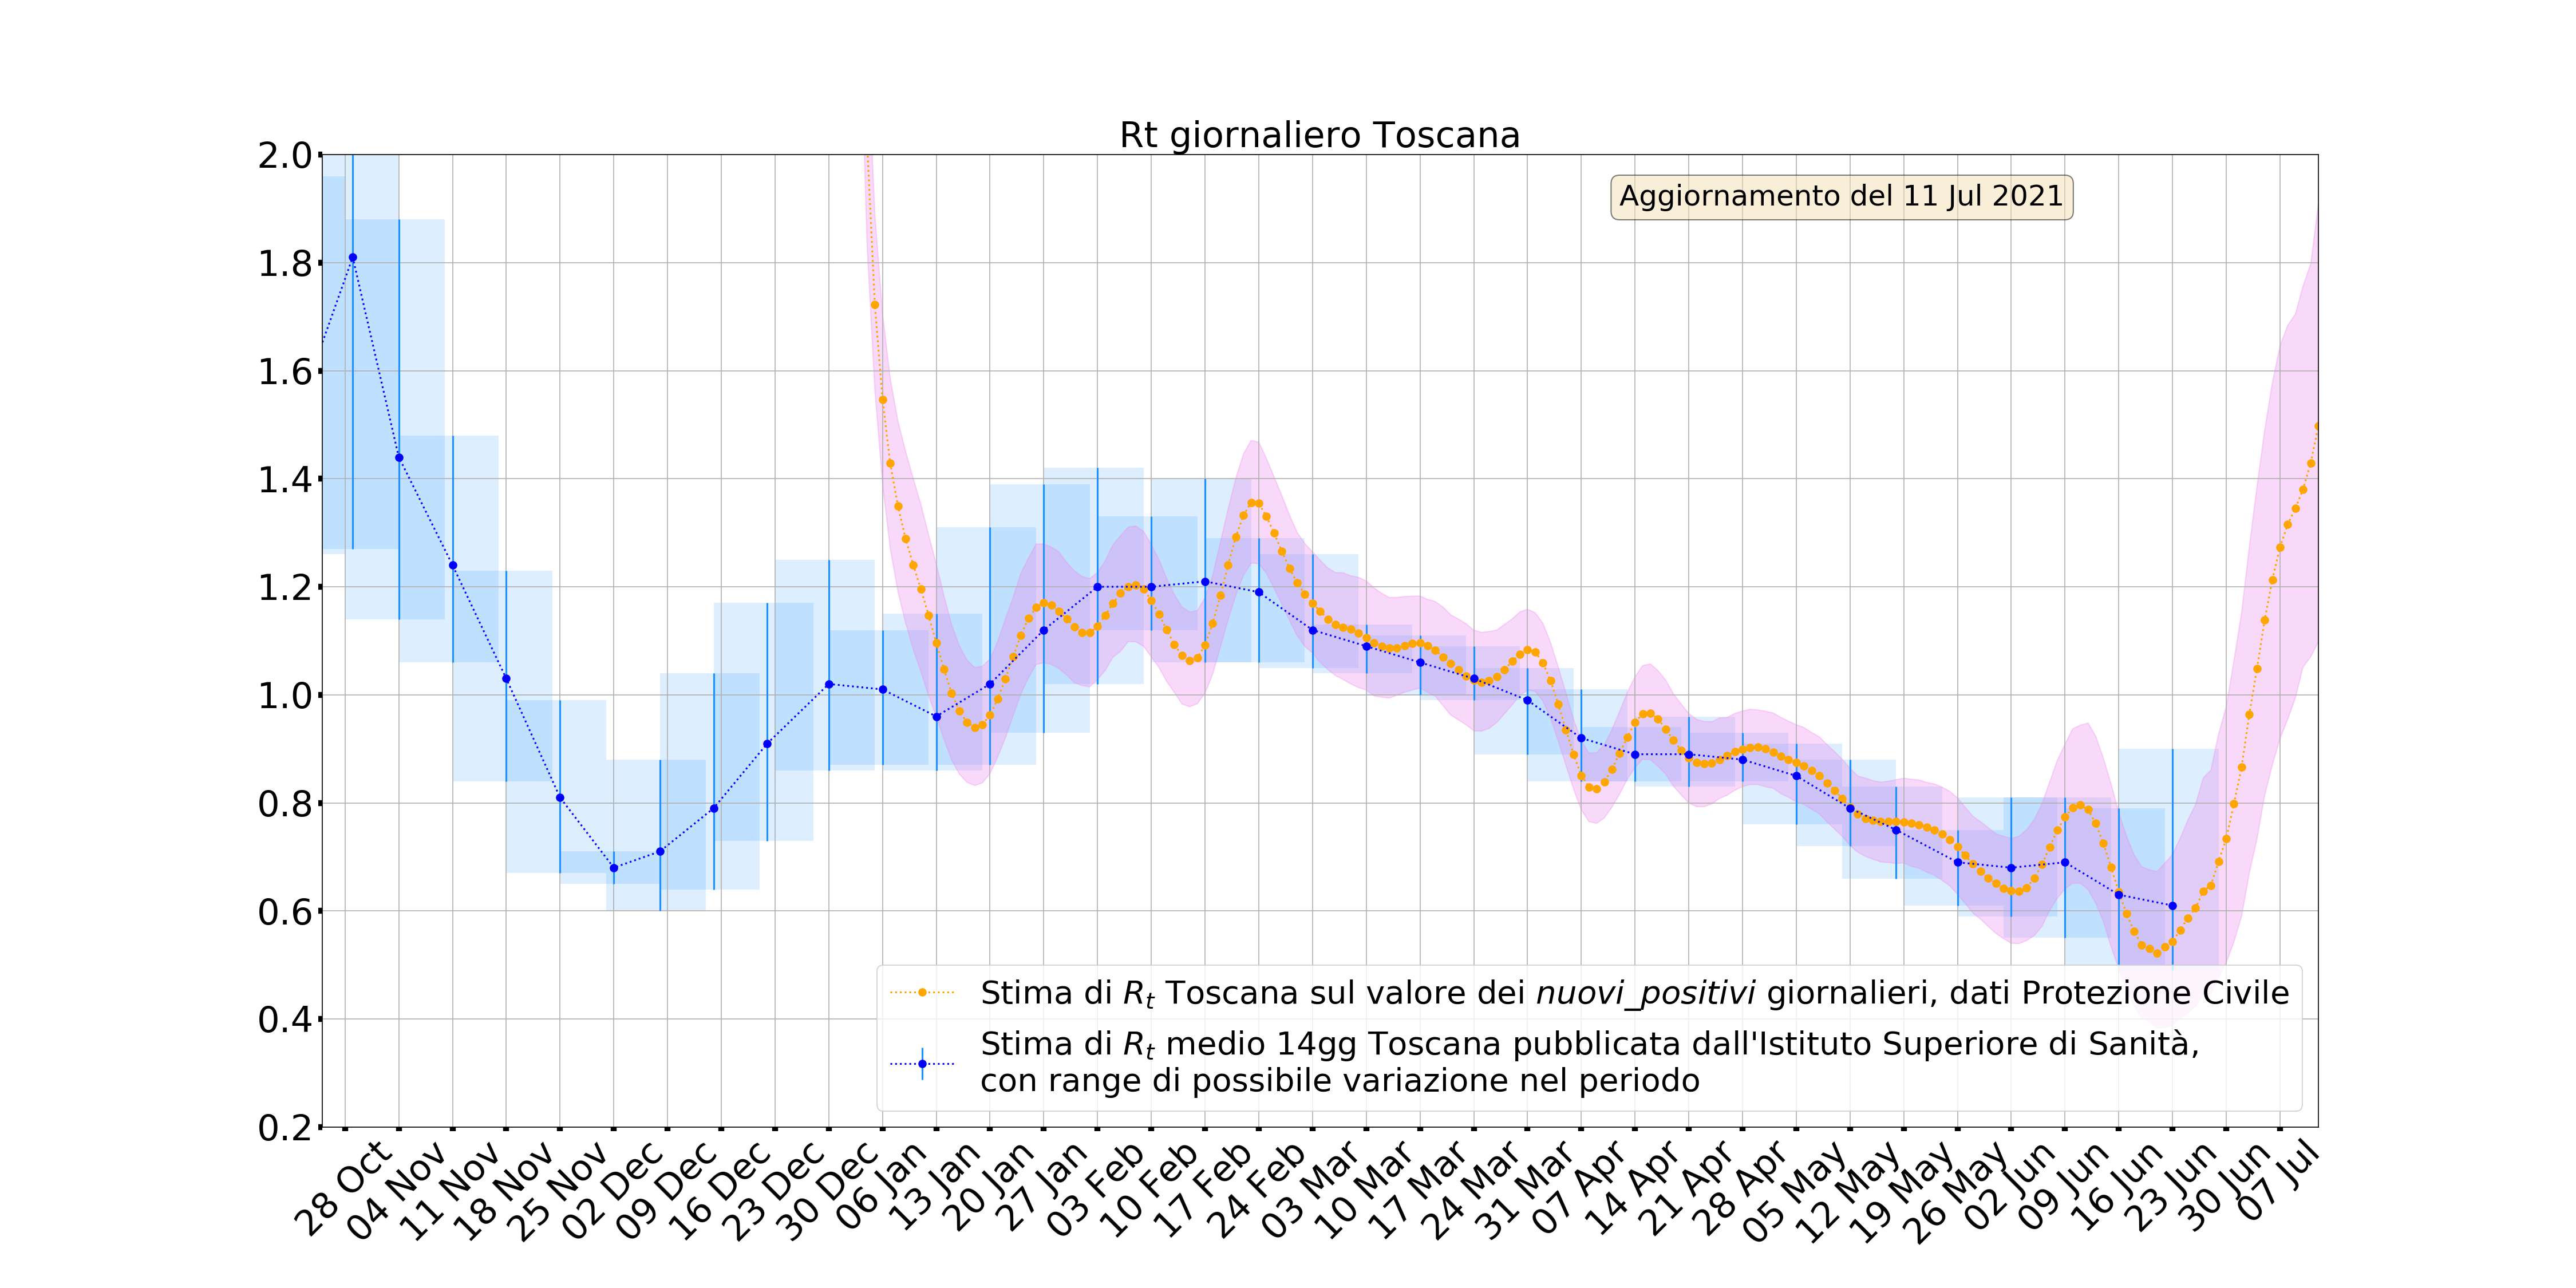 Rt giornaliero Toscana
Aggiornamento del 11 Jul 2021
2.0
1.8
1.6
1.4
1.2
1.0
0.8
0.6
0.4
0.2
Stima di Rₜ Toscana sul valore dei nuovi_positivi giornalieri, dati Protezione Civile
Stima di Rₜ medio 14gg Toscana pubblicata dall'Istituto Superiore di Sanità,
con range di possibile variazione nel periodo
28 Oct
04 Nov
11 Nov
18 Nov
25 Nov
02 Dec
09 Dec
16 Dec
23 Dec
30 Dec
06 Jan
13 Jan
20 Jan
27 Jan
03 Feb
10 Feb
17 Feb
24 Feb
03 Mar
10 Mar
17 Mar
24 Mar
31 Mar
07 Apr
14 Apr
21 Apr
28 Apr
05 May
12 May
19 May
26 May
02 Jun
09 Jun
16 Jun
23 Jun
30 Jun
07 Jul